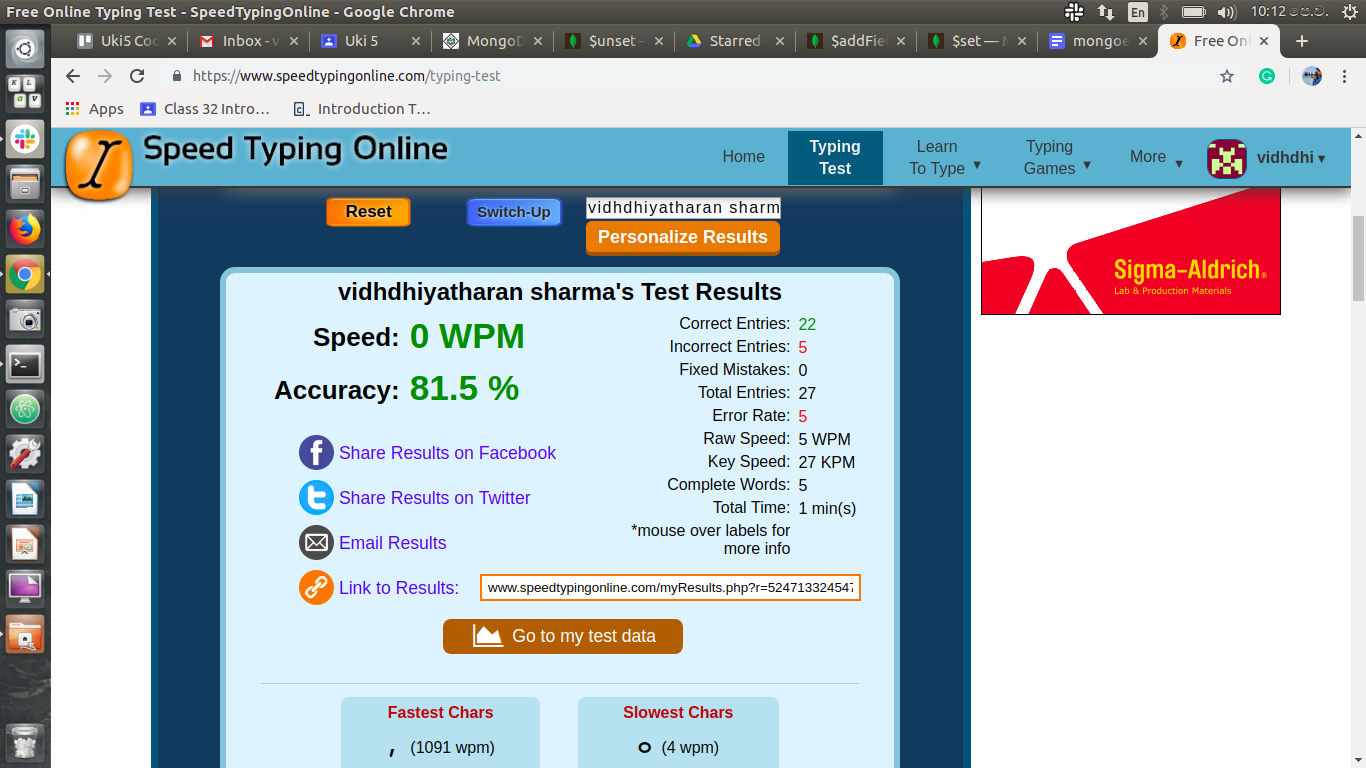 Free Online Typing Test - SpeedTypingOnline - Google Chrome
En
10:12 පෙ.ව.
Uki5 Co
Inbox - v
Uki 5
MongoD
$unset —
Starred -
$addFiel
$set — M
mongoe
Free Onl
https://www.speedtypingonline.com/typing-test
Apps
Class 32 Intro…
Introduction T…
Speed Typing Online
Home
Typing
Test
Learn
To Type ▼
Typing
Games ▼
More ▼
vidhdhi ▾
Reset
Switch-Up
vidhdhiyatharan sharm
Personalize Results
Sigma-Aldrich®
Lab & Production Materials
vidhdhiyatharan sharma's Test Results
Speed: 0 WPM
Accuracy: 81.5 %
Correct Entries: 22
Incorrect Entries: 5
Fixed Mistakes: 0
Total Entries: 27
Error Rate: 5
Raw Speed: 5 WPM
Key Speed: 27 KPM
Complete Words: 5
Total Time: 1 min(s)
*mouse over labels for
more info
Share Results on Facebook
Share Results on Twitter
Email Results
Link to Results:
www.speedtypingonline.com/myResults.php?r=524713324547
Go to my test data
Fastest Chars
, (1091 wpm)
Slowest Chars
o (4 wpm)